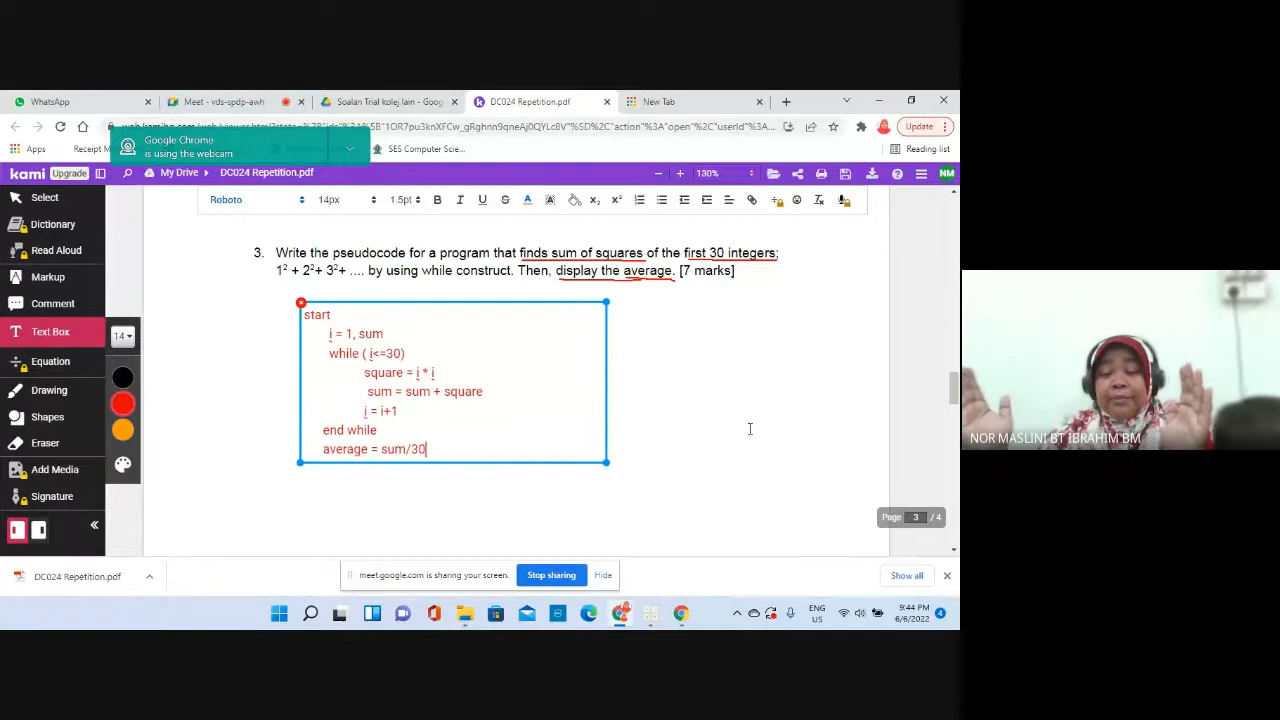 WhatsApp
Meet - vds-spdp-awh
Soalan Trial kolej lain - Goog
DC024 Repetition.pdf
New Tab
Update
Apps
Receipt M
SES Computer Scie...
Reading list
Google Chrome
is using the webcam
kami
Upgrade
My Drive
DC024 Repetition.pdf
130%
NM
Select
Dictionary
Read Aloud
Markup
Comment
Text Box
Equation
Drawing
Shapes
Eraser
Add Media
Signature
14
Roboto
14px
1.5pt
3. Write the pseudocode for a program that finds sum of squares of the first 30 integers;
1² + 2²+ 3²+ .... by using while construct. Then, display the average. [7 marks]
start
i = 1, sum
while ( i<=30)
square = i * i
sum = sum + square
i = i+1
end while
average = sum/30
Page 3 / 4
NOR MASLINI BT IBRAHIM BM
DC024 Repetition.pdf
meet.google.com is sharing your screen.
Stop sharing
Hide
Show all
ENG
US
9:44 PM
6/6/2022
4